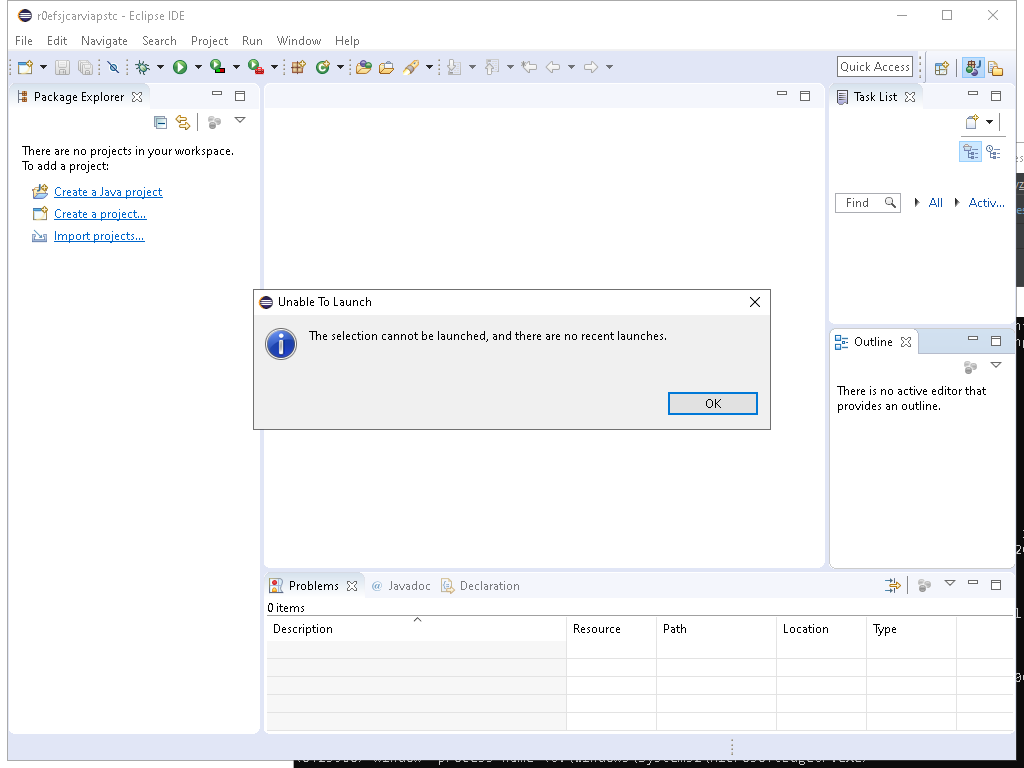 r0efsjcarviapstc - Eclipse IDE
File Edit Navigate Search Project Run Window Help
Quick Access
Package Explorer
Task List
There are no projects in your workspace.
To add a project:
Create a Java project
Create a project...
Import projects...
Find
All
Activ...
Unable To Launch
The selection cannot be launched, and there are no recent launches.
OK
Outline
There is no active editor that
provides an outline.
Problems
@ Javadoc
Declaration
0 items
Description Resource Path Location Type